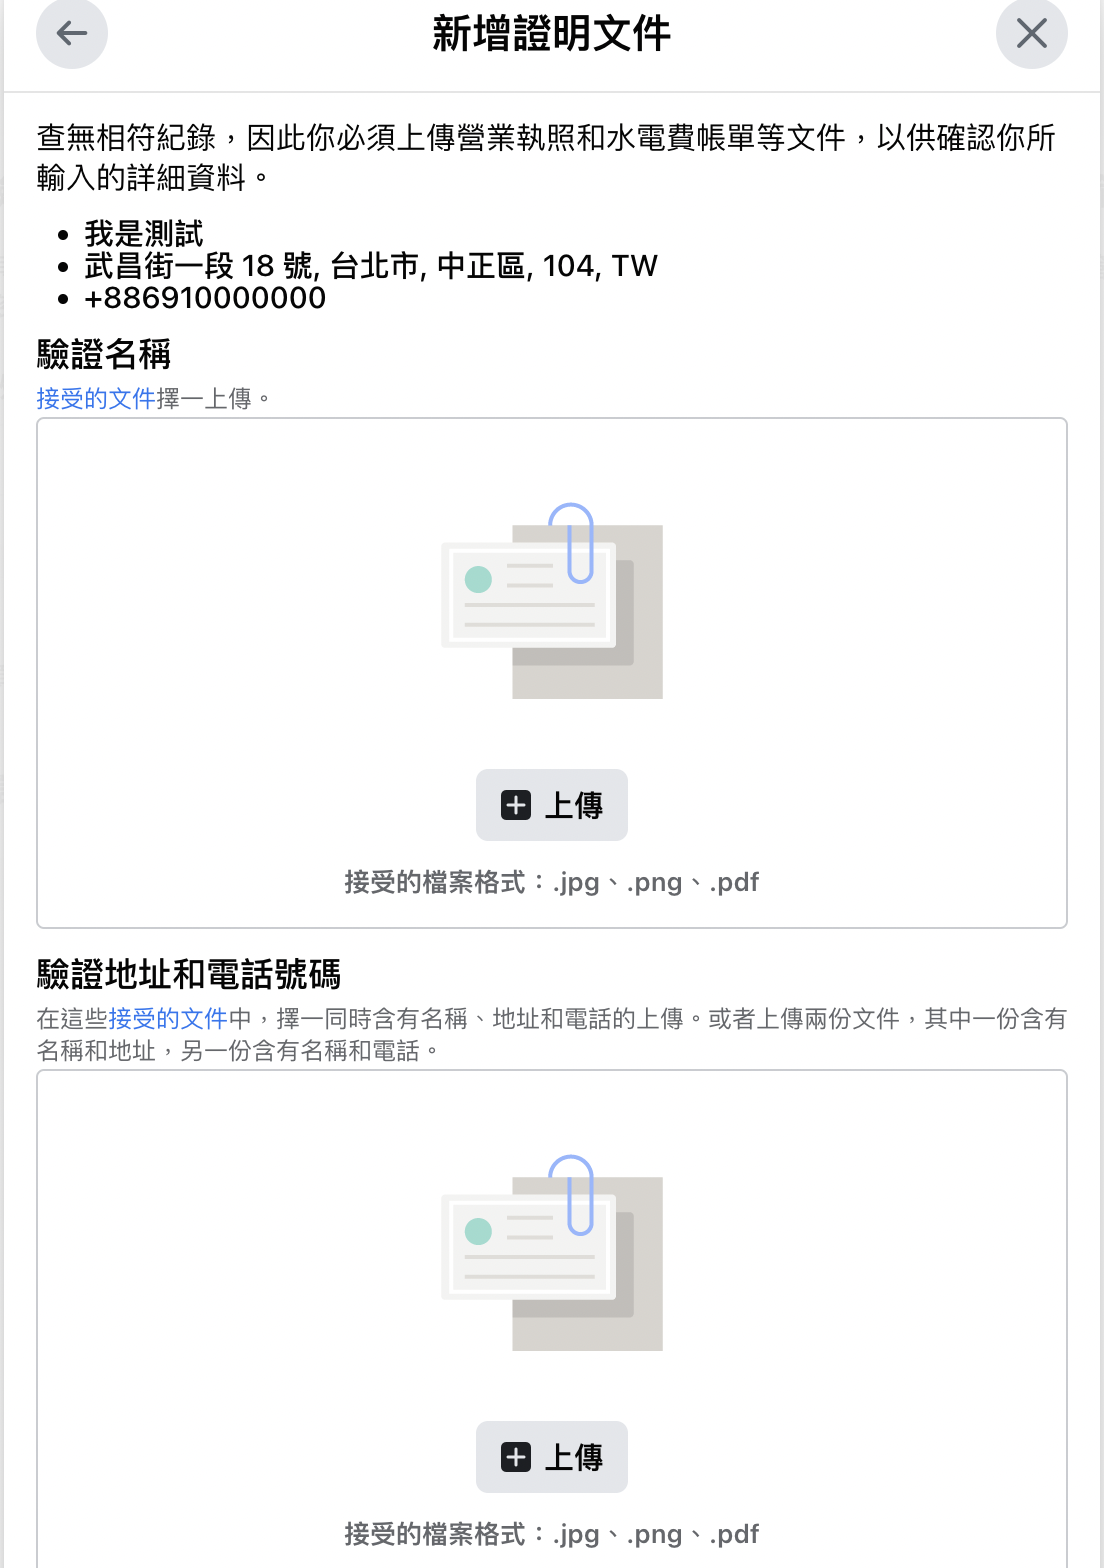 新增證明文件
查無相符紀錄，因此你必須上傳營業執照和水電費帳單等文件，以供確認你所
輸入的詳細資料。
• 我是測試
• 武昌街一段 18 號, 台北市, 中正區, 104, TW
• +886910000000
驗證名稱
接受的文件擇一上傳。
上傳
接受的檔案格式：.jpg、.png、.pdf
驗證地址和電話號碼
在這些接受的文件中，擇一同時含有名稱、地址和電話的上傳。或者上傳兩份文件，其中一份含有
名稱和地址，另一份含有名稱和電話。
上傳
接受的檔案格式：.jpg、.png、.pdf